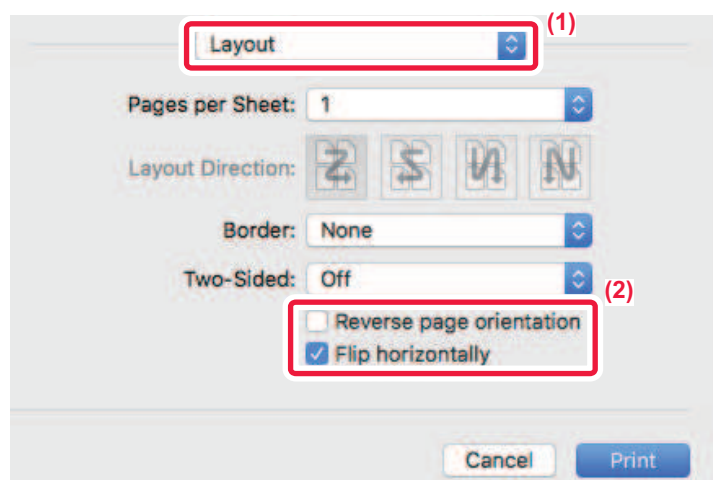 (1)
Layout
Pages per Sheet: 1
Layout Direction:
Border: None
Two-Sided: Off
(2)
Reverse page orientation
Flip horizontally
Cancel Print